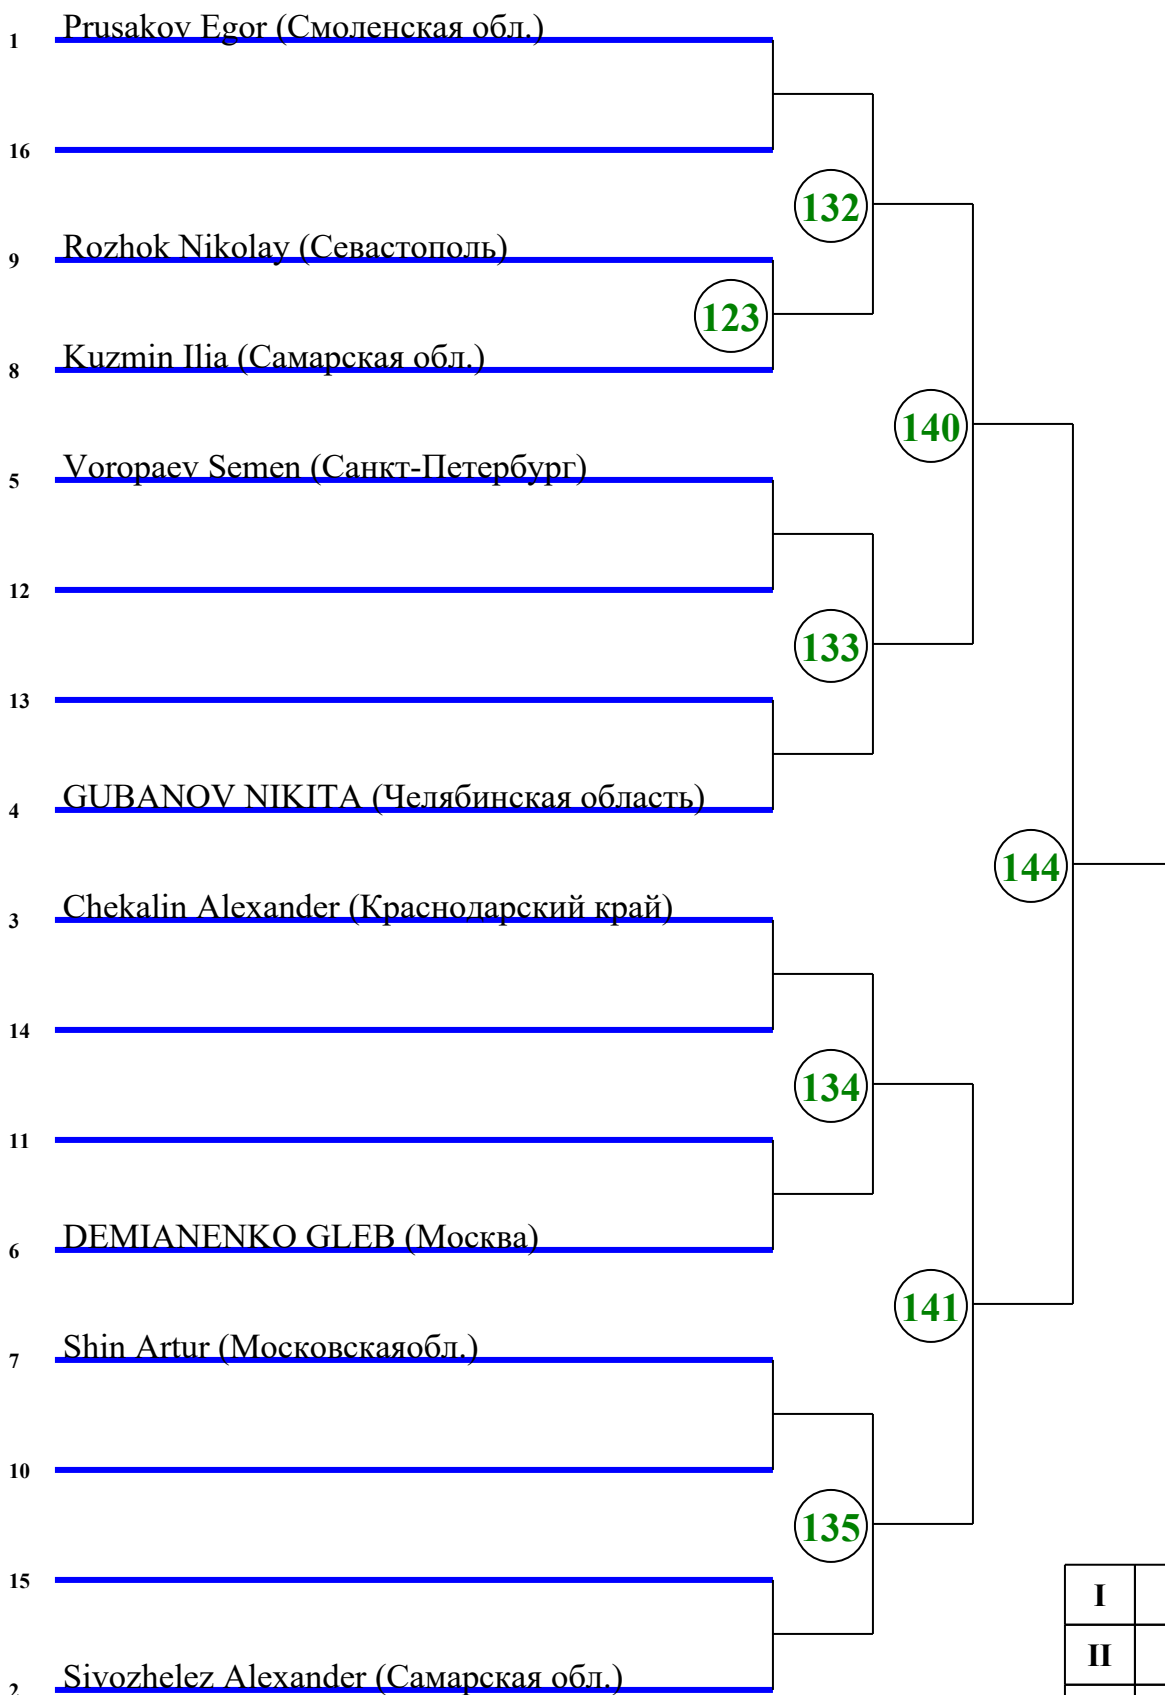 1 Prusakov Egor (Смоленская обл.)
16
132
9 Rozhok Nikolay (Севастополь)
123
8 Kuzmin Ilia (Самарская обл.)
140
5 Voropaev Semen (Санкт-Петербург)
12
133
13
4 GUBANOV NIKITA (Челябинская область)
144
3 Chekalin Alexander (Краснодарский край)
14
134
11
6 DEMIANENKO GLEB (Москва)
141
7 Shin Artur (Московскаяобл.)
10
135
15
I
II
2 Sivozhelez Alexander (Самарская обл.)